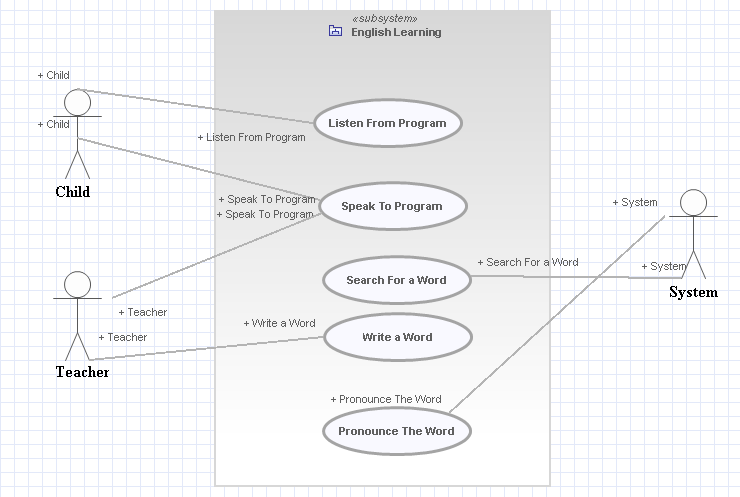 «subsystem»
English Learning
+ Child
+ Child
Child
+ Listen From Program
Listen From Program
+ Speak To Program
+ Speak To Program
Speak To Program
+ System
+ System
System
+ Search For a Word
Search For a Word
+ Teacher
+ Teacher
Teacher
+ Write a Word
Write a Word
+ Pronounce The Word
Pronounce The Word